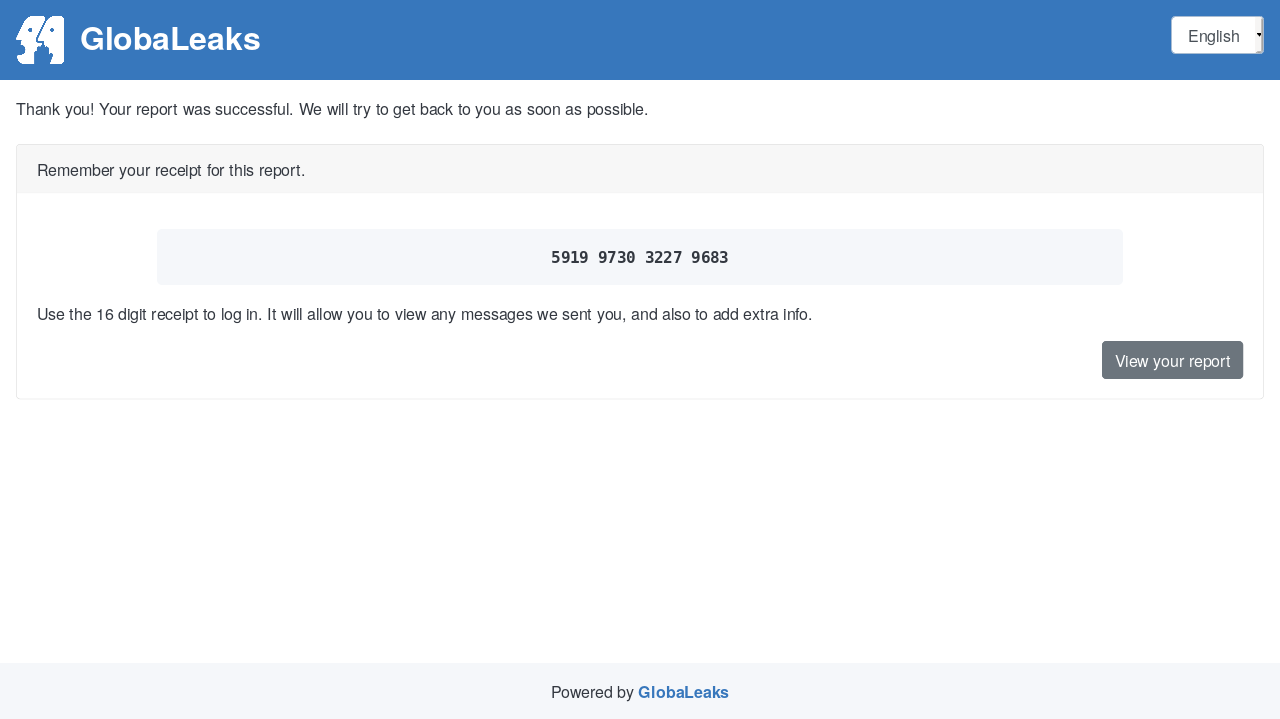 GlobaLeaks
English
Thank you! Your report was successful. We will try to get back to you as soon as possible.
Remember your receipt for this report.
5919 9730 3227 9683
Use the 16 digit receipt to log in. It will allow you to view any messages we sent you, and also to add extra info.
View your report
Powered by GlobaLeaks